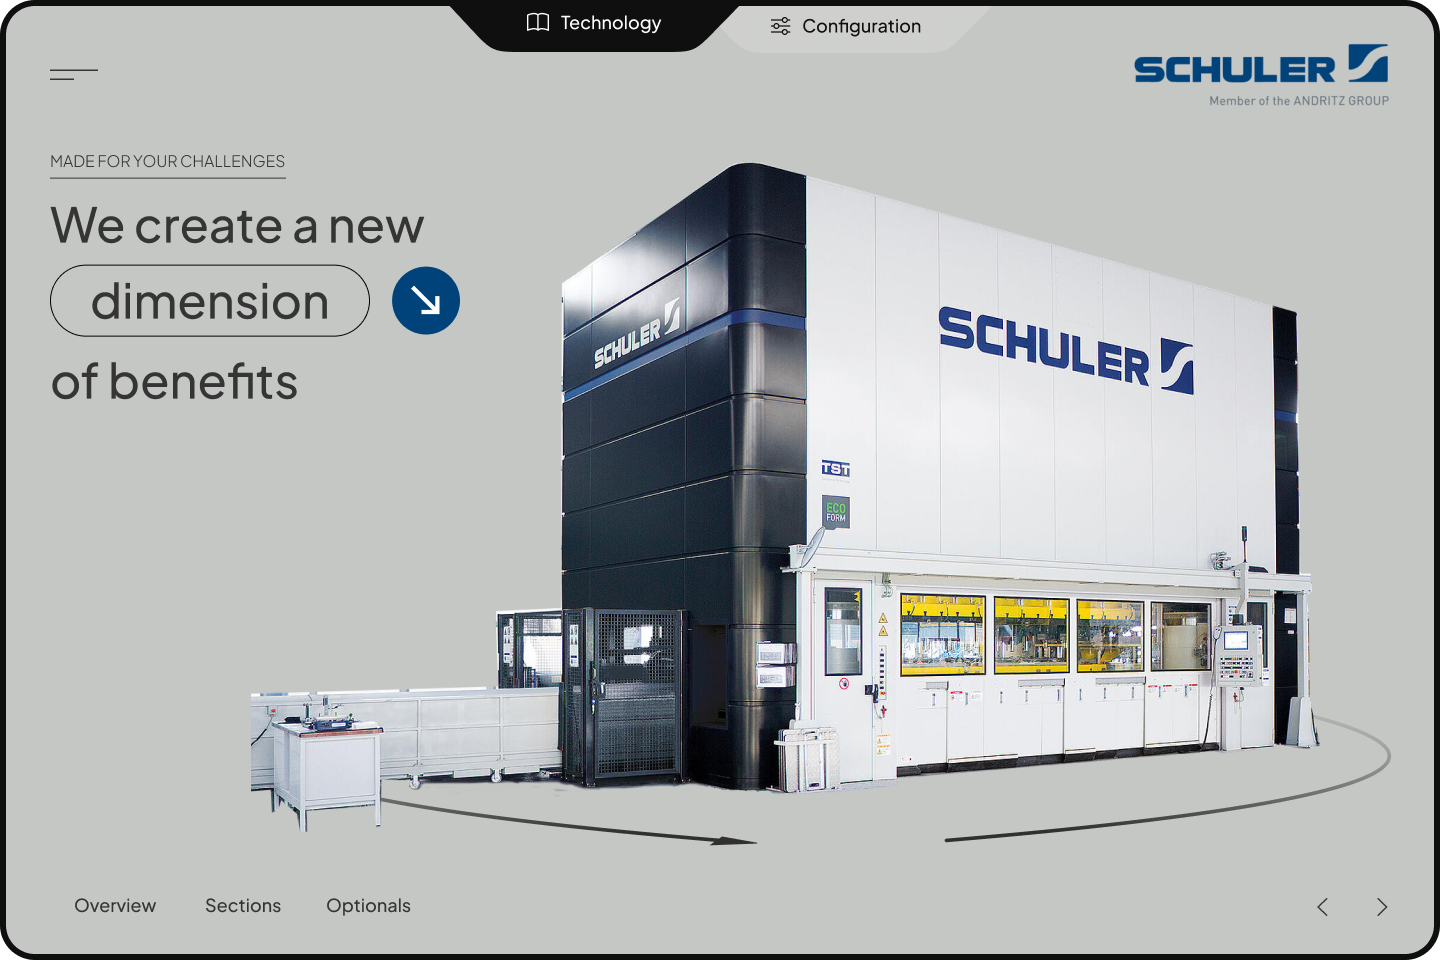 Technology
Configuration
SCHULER
Member of the ANDRITZ GROUP
MADE FOR YOUR CHALLENGES
We create a new
dimension
of benefits
SCHULER
SCHULER
TST
ECO
FORM
Overview
Sections
Optionals